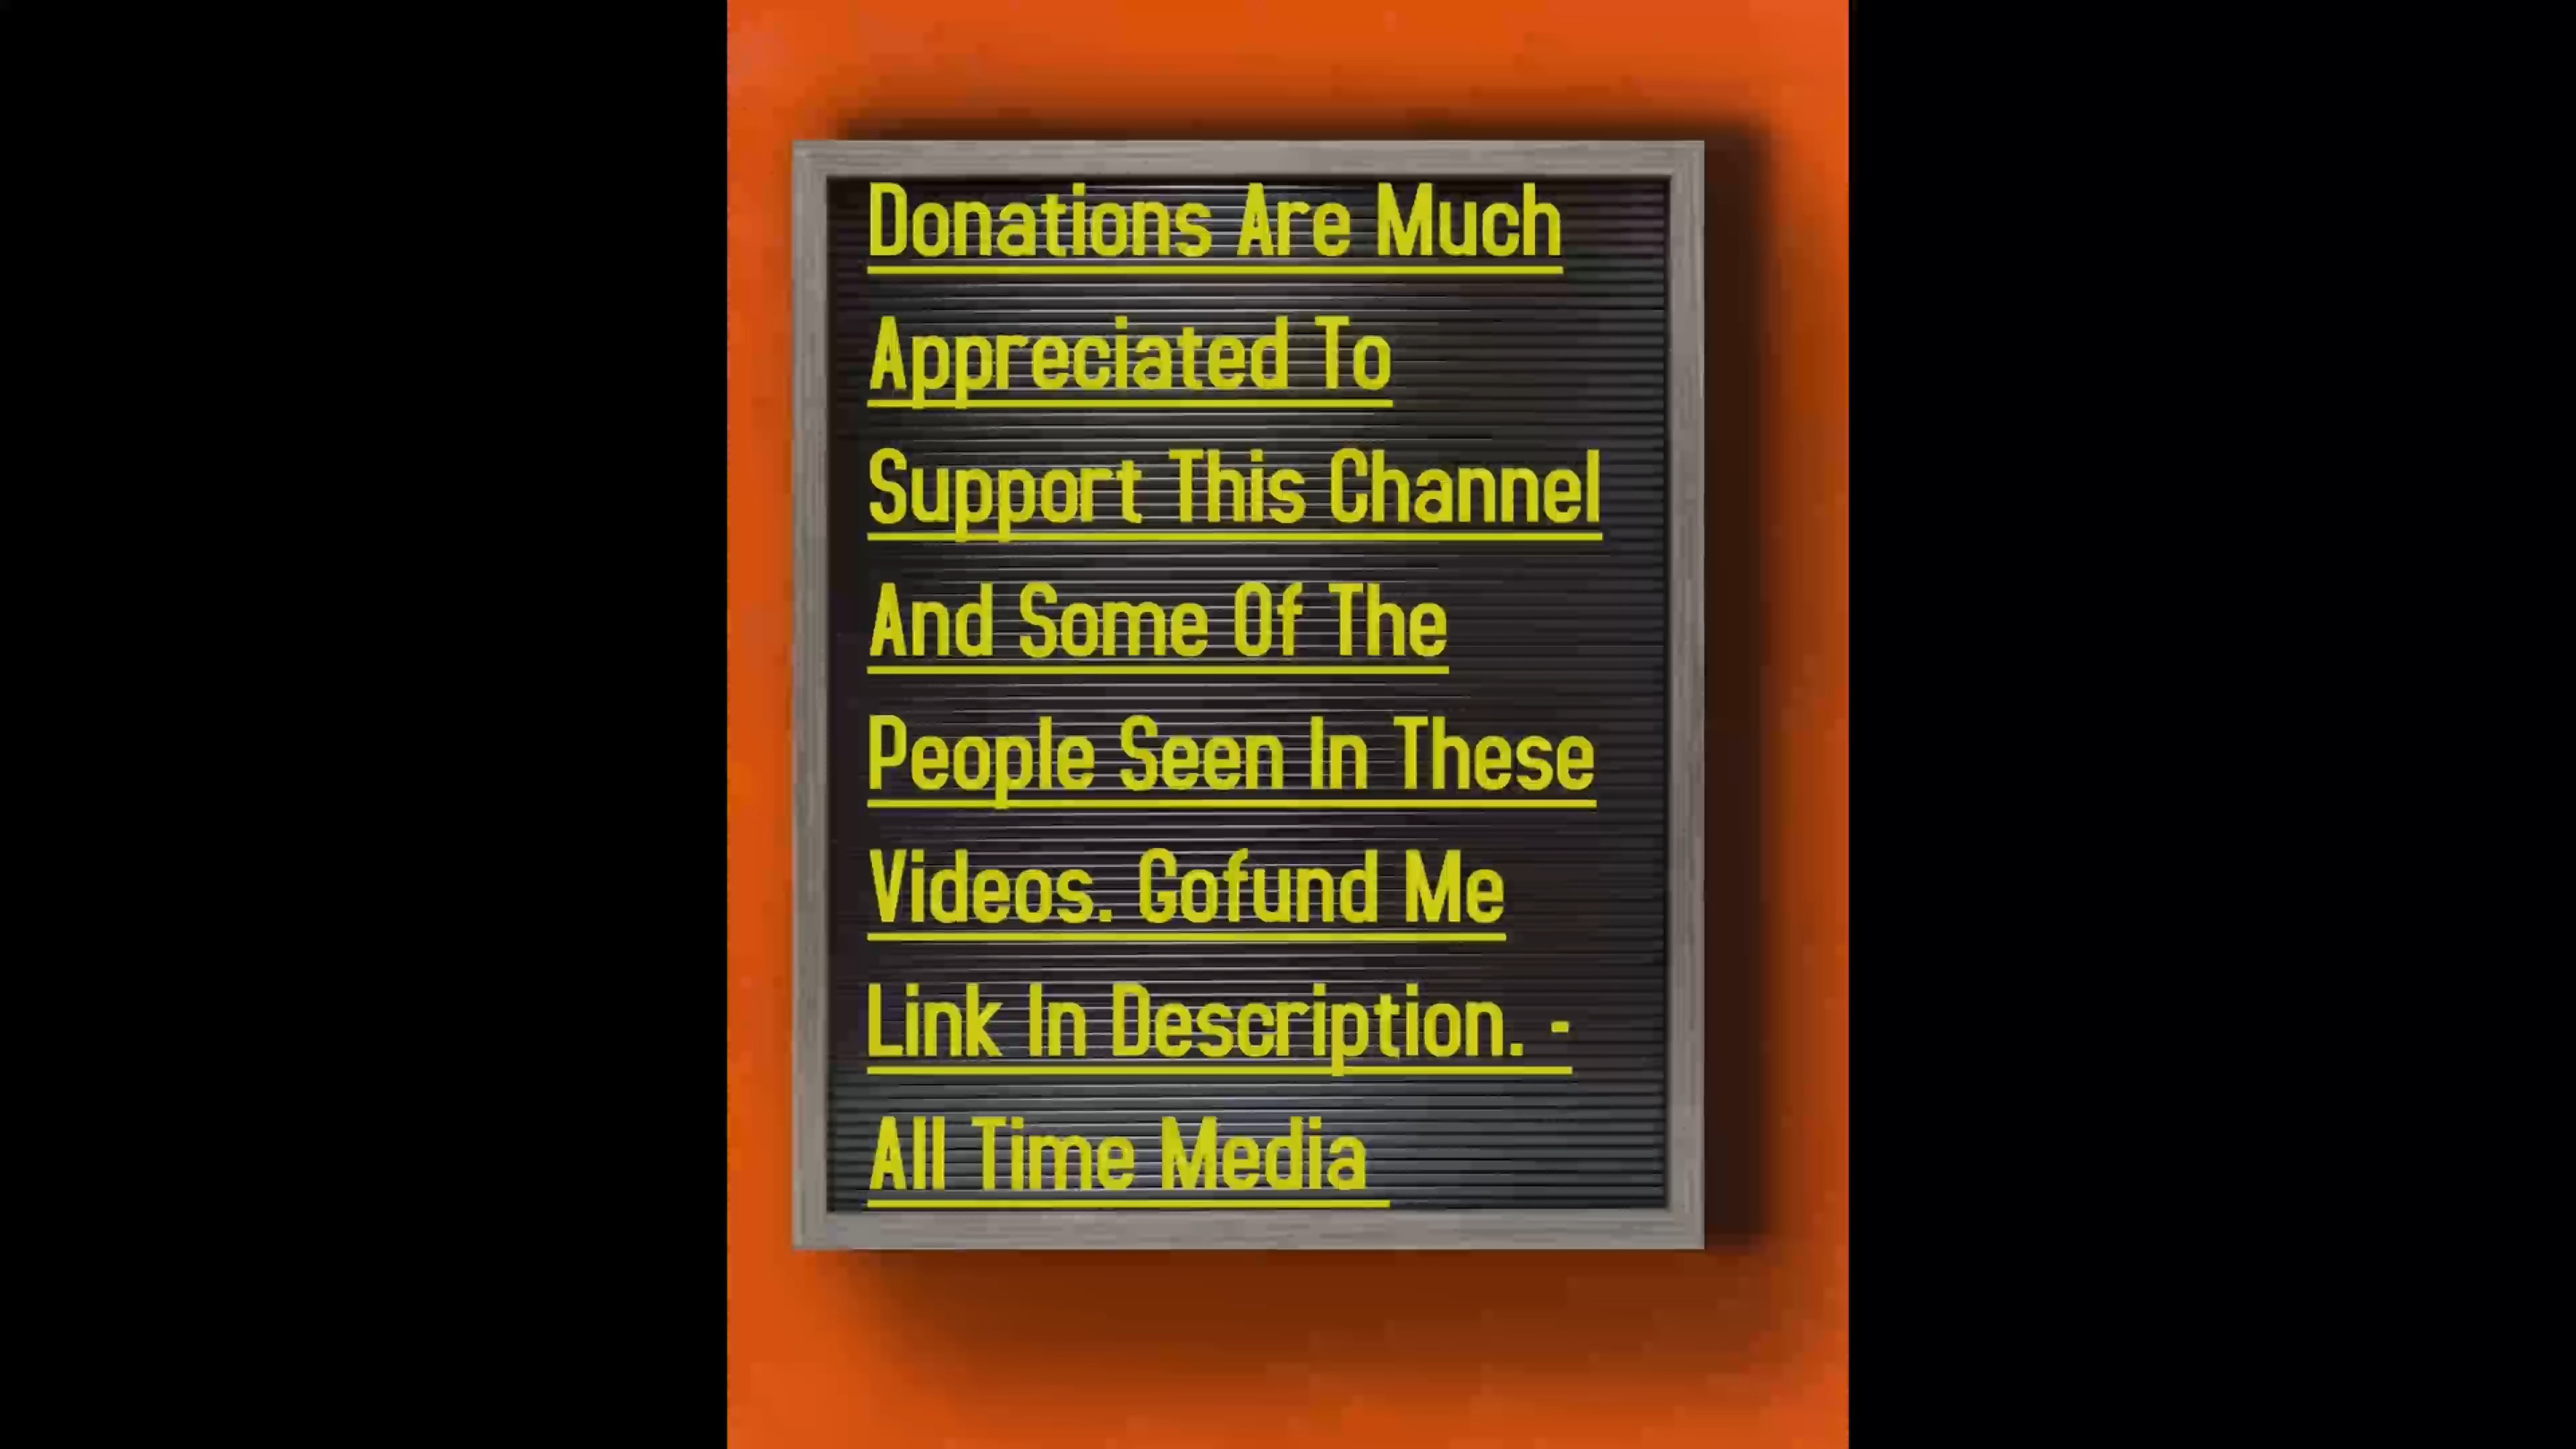 Donations Are Much
Appreciated To
Support This Channel
And Some Of The
People Seen In These
Videos. Gofund Me
Link In Description. -
All Time Media